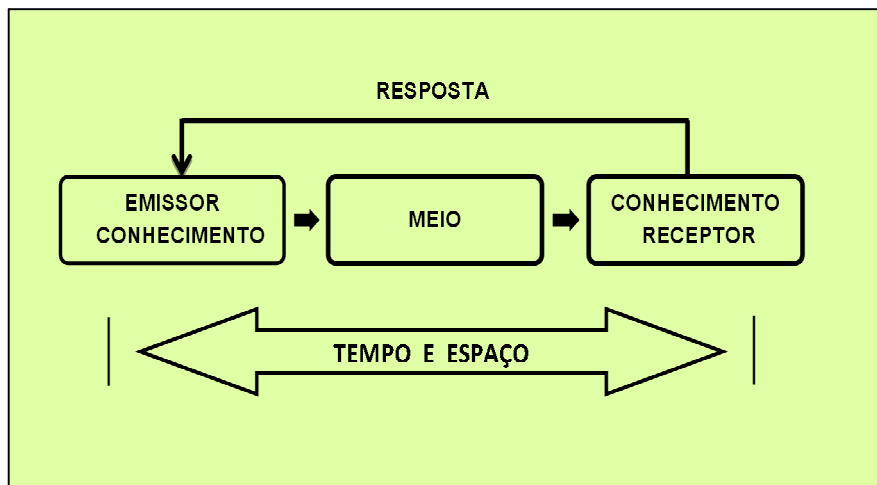 RESPOSTA
EMISSOR
CONHECIMENTO
MEIO
CONHECIMENTO
RECEPTOR
TEMPO E ESPAÇO